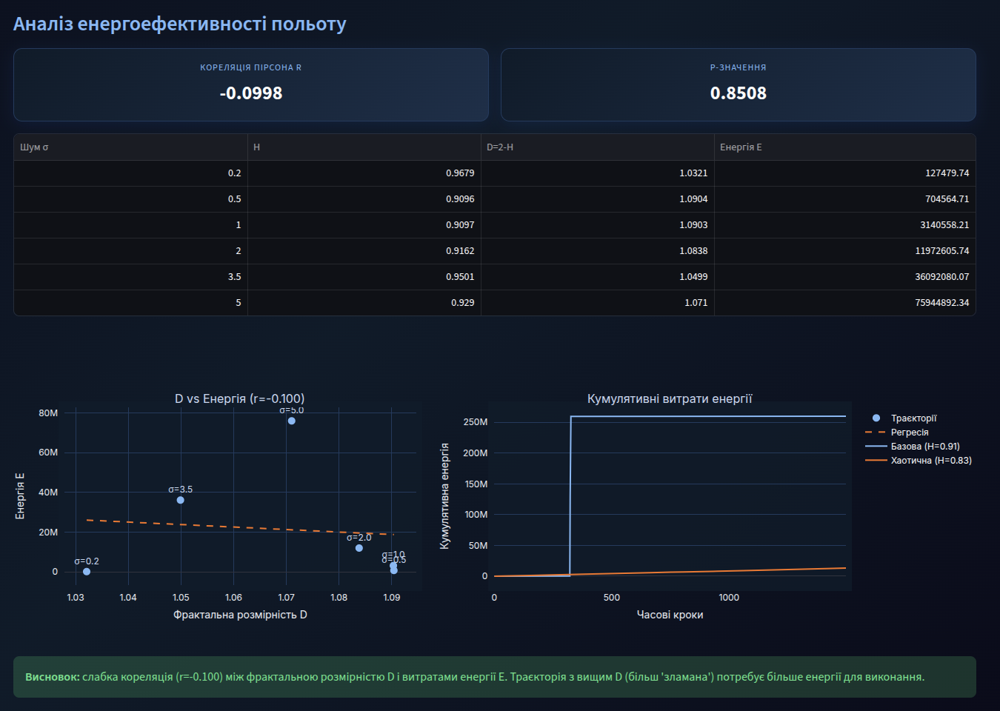 Аналіз енергоефективності польоту
КОРЕЛЯЦІЯ ПІРСОНА R
-0.0998
P-ЗНАЧЕННЯ
0.8508
Шум σ H D=2-H Енергія E
0.2 0.9679 1.0321 127479.74
0.5 0.9096 1.0904 704564.71
1 0.9097 1.0903 3140558.21
2 0.9162 1.0838 11972605.74
3.5 0.9501 1.0499 36092080.07
5 0.929 1.071 75944892.34
D vs Енергія (r=-0.100)
80M
60M
40M
20M
0
Енергія E
σ=5.0
σ=3.5
σ=2.0
σ=1.0
σ=0.5
σ=0.2
1.03 1.04 1.05 1.06 1.07 1.08 1.09
Фрактальна розмірність D
Кумулятивні витрати енергії
250M
200M
150M
100M
50M
0
Кумулятивна енергія
0 500 1000
Часові кроки
Траєкторії
Регресія
Базова (H=0.91)
Хаотична (H=0.83)
Висновок: слабка кореляція (r=-0.100) між фрактальною розмірністю D і витратами енергії E. Траєкторія з вищим D (більш 'зламана') потребує більше енергії для виконання.